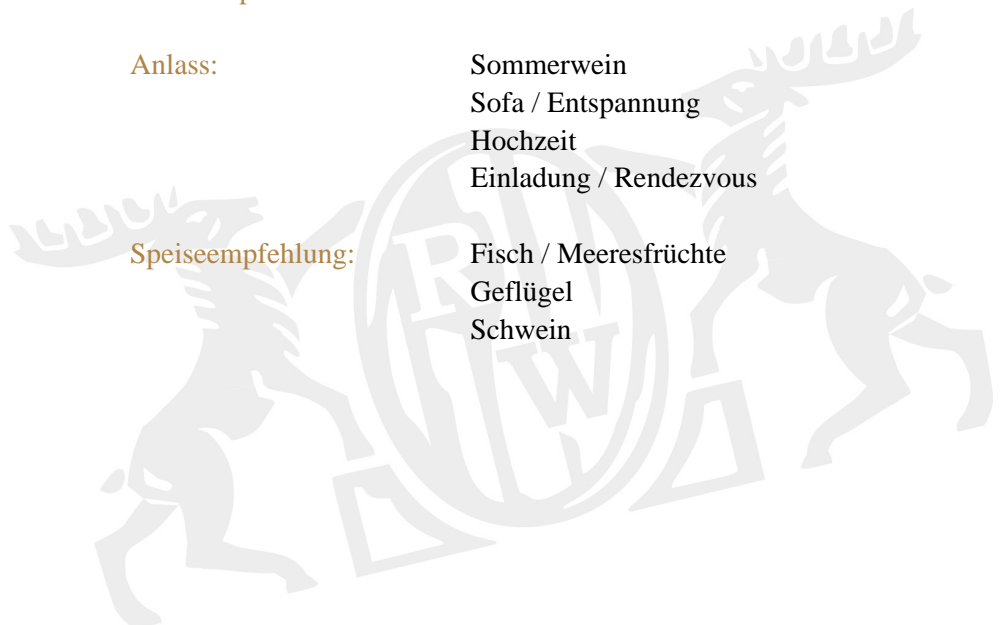 Anlass: Sommerwein
Sofa / Entspannung
Hochzeit
Einladung / Rendezvous
Speiseempfehlung: Fisch / Meeresfrüchte
Geflügel
Schwein
R W